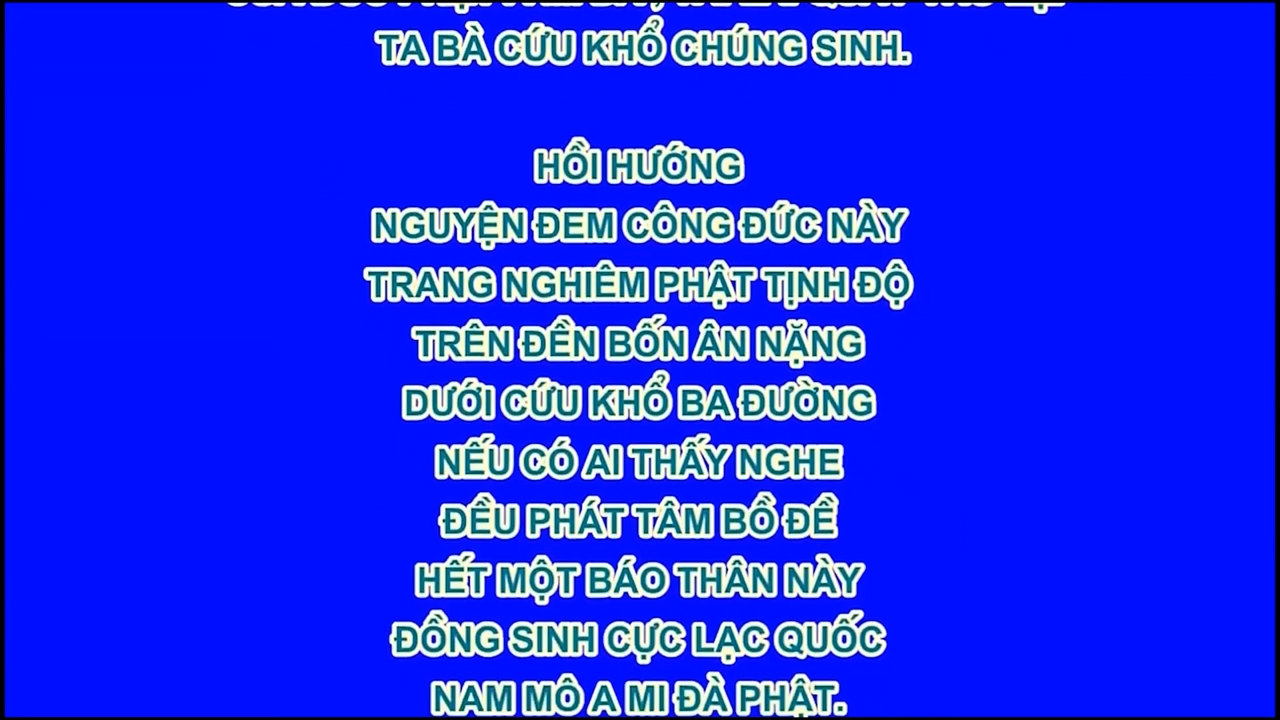 TA BÀ CỨU KHỔ CHÚNG SINH.
HỒI HƯỚNG
NGUYỆN ĐEM CÔNG ĐỨC NÀY
TRANG NGHIÊM PHẬT TỊNH ĐỘ
TRÊN ĐỀN BỐN ÂN NẶNG
DƯỚI CỨU KHỔ BA ĐƯỜNG
NẾU CÓ AI THẤY NGHE
ĐỀU PHÁT TÂM BỒ ĐỀ
HẾT MỘT BÁO THÂN NÀY
ĐỒNG SINH CỰC LẠC QUỐC
NAM MÔ A MI ĐÀ PHẬT.